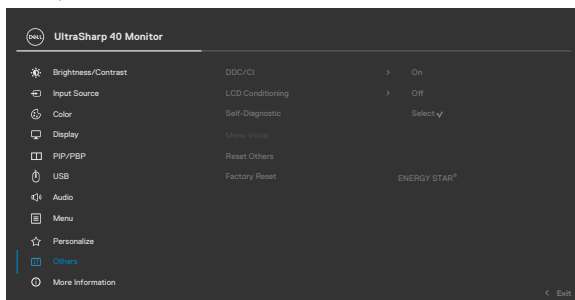 DELL UltraSharp 40 Monitor
Brightness/Contrast DDC/CI > On
Input Source LCD Conditioning > Off
Color Self-Diagnostic Select ✓
Display Menu Voice
PIP/PBP Reset Others
USB Factory Reset ENERGY STAR®
Audio
Menu
Personalize
Others
More Information
< Exit